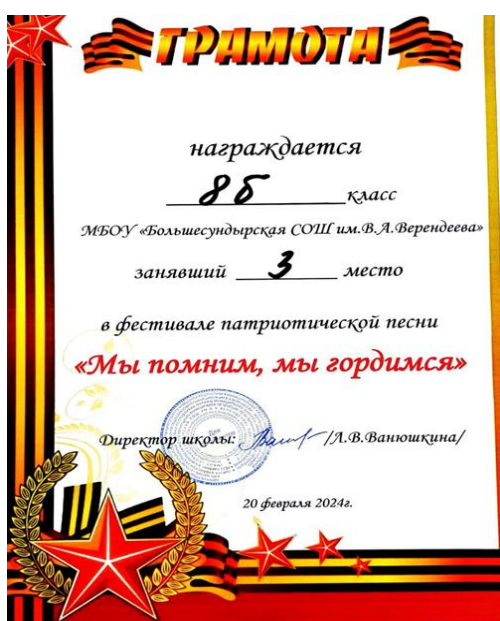 ГРАМОТА
награждается
8б класс
МБОУ «Большесундырская СОШ им.В.А.Верендеева»
занявший 3 место
в фестивале патриотической песни
«Мы помним, мы гордимся»
Директор школы: /Л.В.Ванюшкина/
20 февраля 2024г.